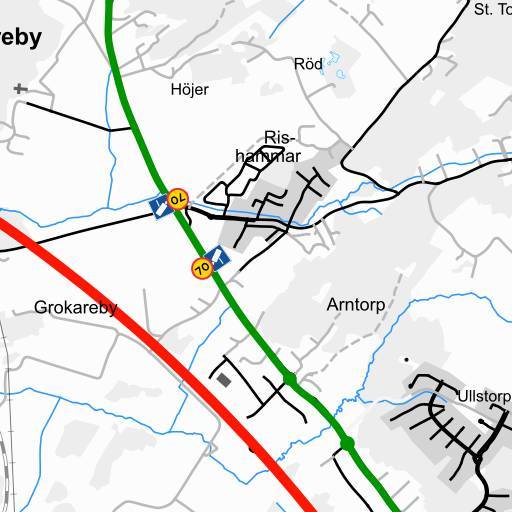 St. To
reby
Röd
Höjer
Ris-
hammar
70
70
Grokareby
Arntorp
Ullstorp